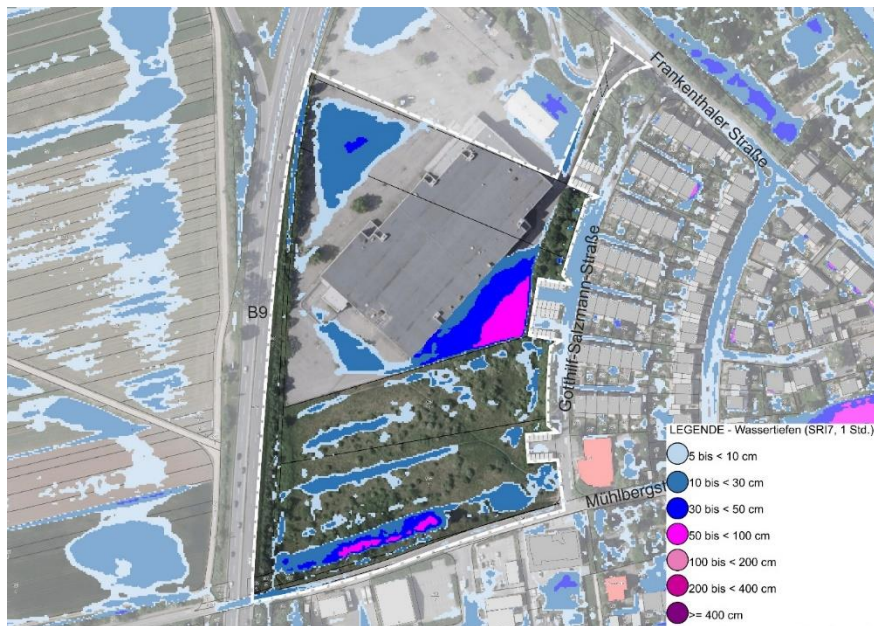 Frankenthaler Straße
B9
Gotthilf-Salzmann-Straße
Mühlbergst
LEGENDE - Wassertiefen (SRI7, 1 Std.)
5 bis < 10 cm
10 bis < 30 cm
30 bis < 50 cm
50 bis < 100 cm
100 bis < 200 cm
200 bis < 400 cm
>= 400 cm